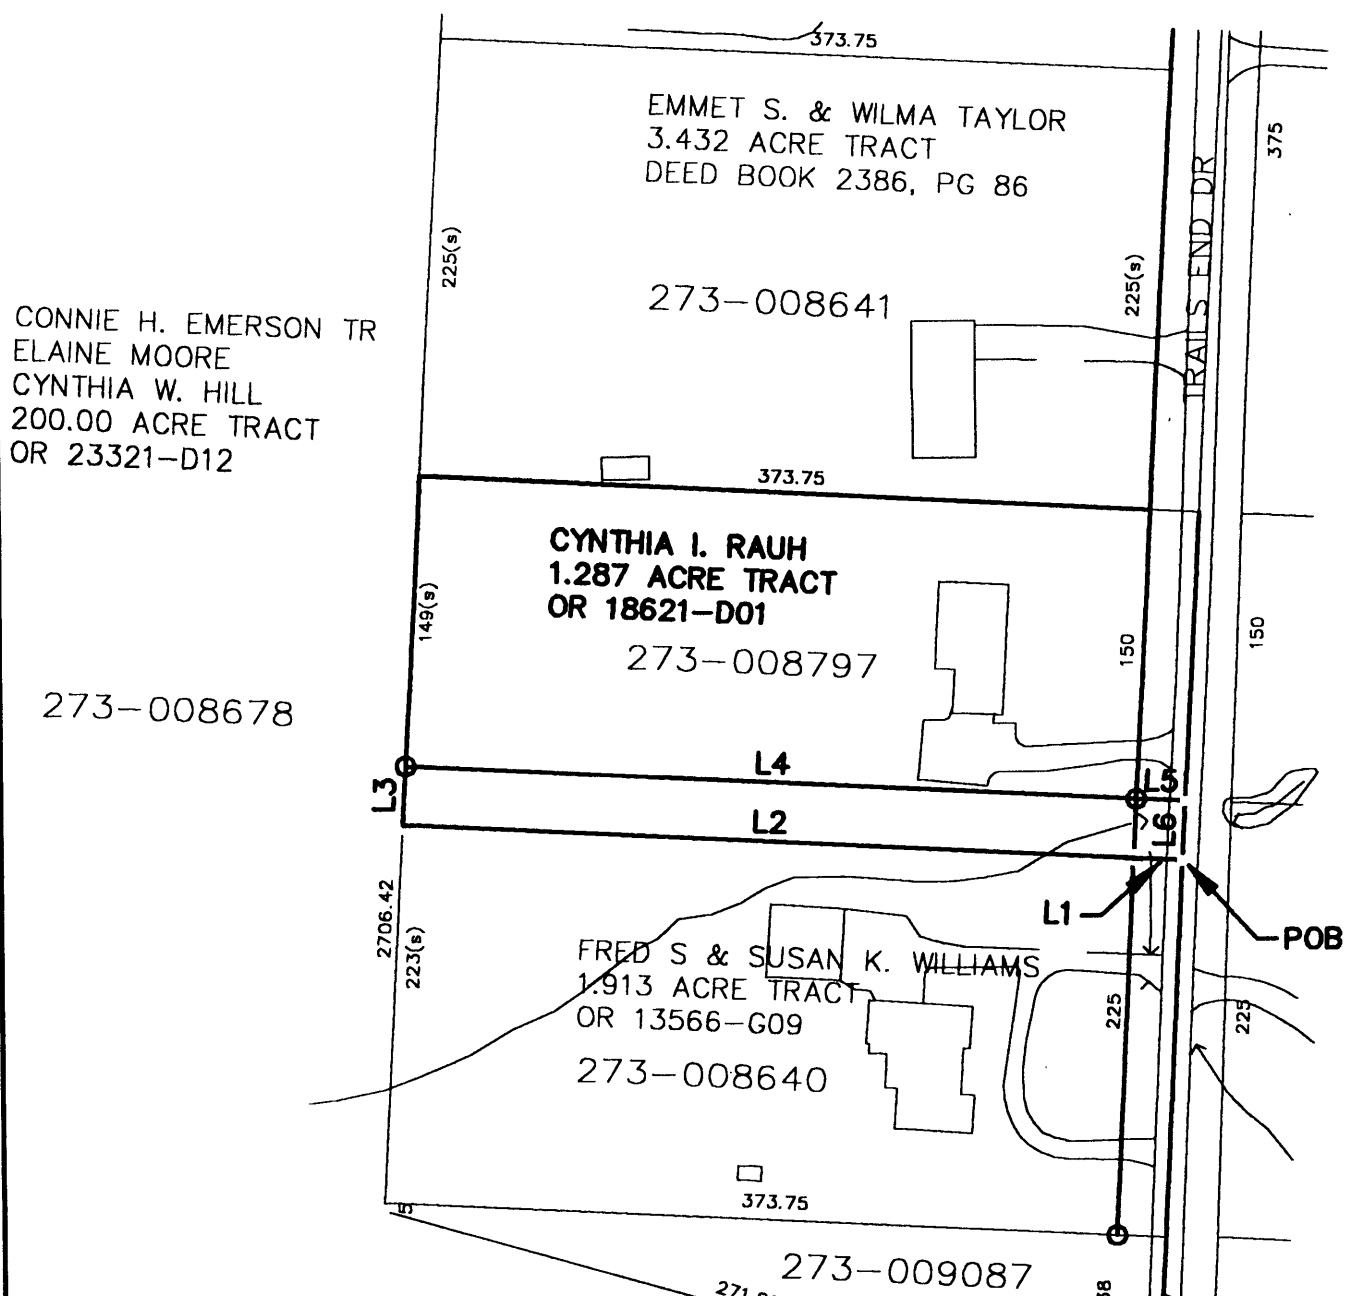 373.75
EMMET S. & WILMA TAYLOR
3.432 ACRE TRACT
DEED BOOK 2386, PG 86
375
TRAILS END DR
225(s)
225(s)
273-008641
CONNIE H. EMERSON TR
ELAINE MOORE
CYNTHIA W. HILL
200.00 ACRE TRACT
OR 23321-D12
373.75
CYNTHIA I. RAUH
1.287 ACRE TRACT
OR 18621-D01
149(s)
150
150
273-008797
273-008678
L4
L5
L3
L2
L6
L1
POB
2706.42
223(s)
FRED S & SUSAN K. WILLIAMS
1.913 ACRE TRACT
OR 13566-G09
225
225
273-008640
373.75
5
273-009087